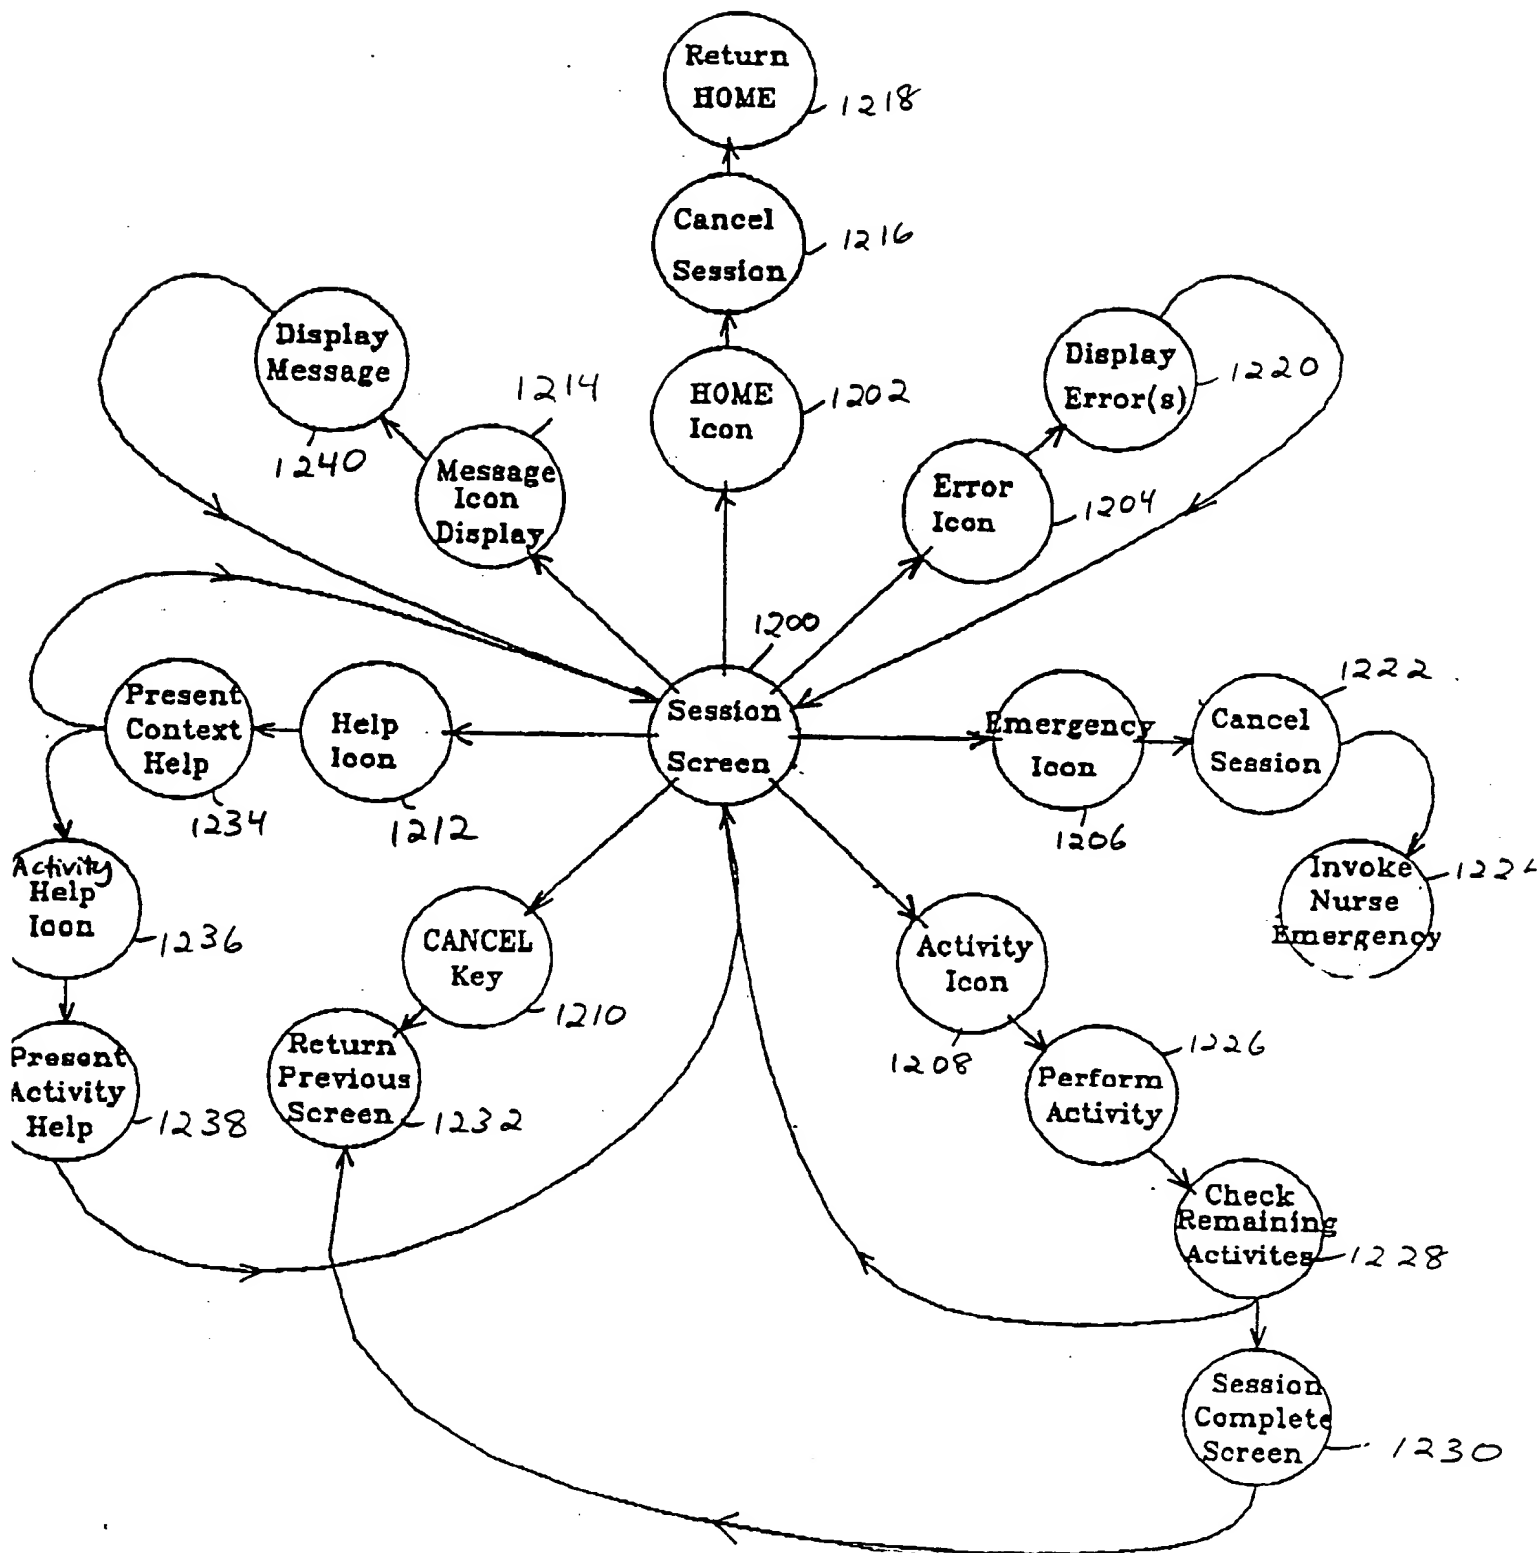 Return
HOME
1218
Cancel
Session
1216
HOME
Icon
1202
Display
Message
1240
Message
Icon
Display
1214
Display
Error(s)
1220
Error
Icon
1204
Session
Screen
1200
Present
Context
Help
1234
Help
Icon
1212
Emergency
Icon
1206
Cancel
Session
1222
Invoke
Nurse
Emergency
Activity
Help
Icon
1236
Present
Activity
Help
1238
CANCEL
Key
1210
Return
Previous
Screen
1232
Activity
Icon
1208
Perform
Activity
1226
Check
Remaining
Activites
1228
Session
Complete
Screen
1230